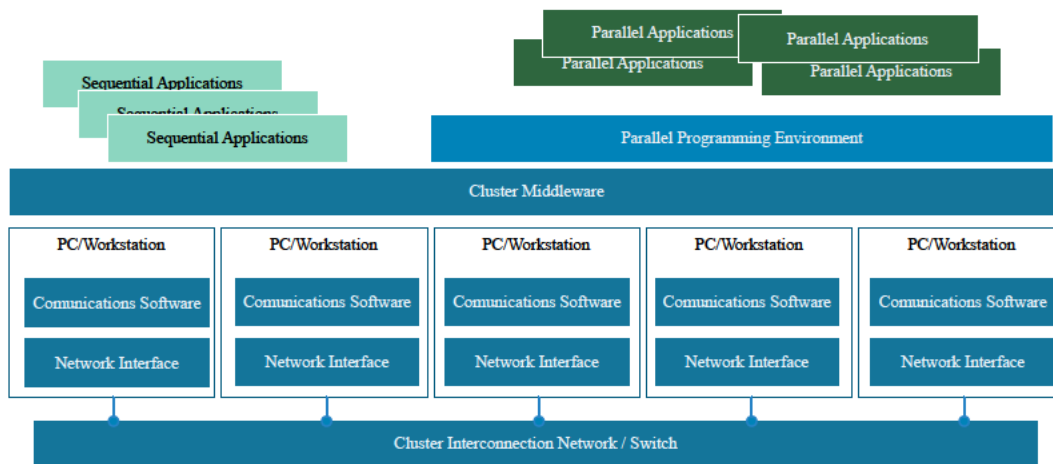 Parallel Applications
Parallel Applications
Parallel Applications
Parallel Applications
Sequential Applications
Sequential Applications
Sequential Applications
Parallel Programming Environment
Cluster Middleware
PC/Workstation
PC/Workstation
PC/Workstation
PC/Workstation
PC/Workstation
Comunications Software
Comunications Software
Comunications Software
Comunications Software
Comunications Software
Network Interface
Network Interface
Network Interface
Network Interface
Network Interface
Cluster Interconnection Network / Switch